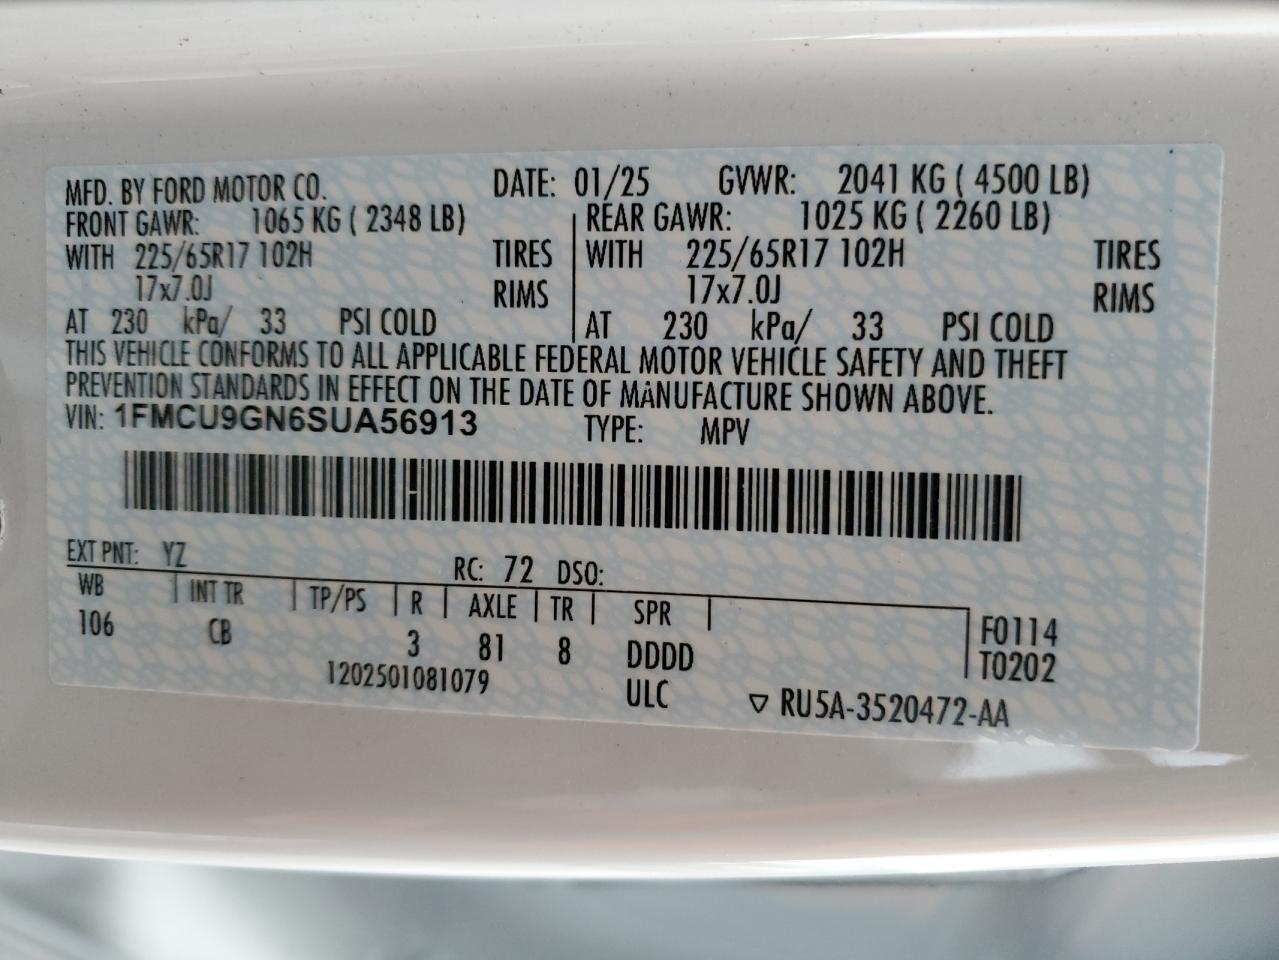 MFD. BY FORD MOTOR CO. DATE: 01/25 GVWR: 2041 KG ( 4500 LB)
FRONT GAWR: 1065 KG ( 2348 LB) REAR GAWR: 1025 KG ( 2260 LB)
WITH 225/65R17 102H TIRES WITH 225/65R17 102H TIRES
17x7.0J RIMS 17x7.0J RIMS
AT 230 kPa/ 33 PSI COLD AT 230 kPa/ 33 PSI COLD
THIS VEHICLE CONFORMS TO ALL APPLICABLE FEDERAL MOTOR VEHICLE SAFETY AND THEFT
PREVENTION STANDARDS IN EFFECT ON THE DATE OF MANUFACTURE SHOWN ABOVE.
VIN: 1FMCU9GN6SUA56913 TYPE: MPV
EXT PNT: YZ RC: 72 DSO:
WB INT TR TP/PS R AXLE TR SPR F0114
106 CB 3 81 8 DDDD T0202
1202501081079 ULC ▽ RU5A-3520472-AA